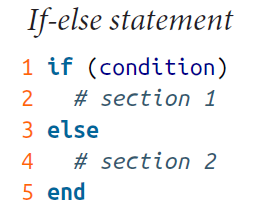 If-else statement
1 if (condition)
2 # section 1
3 else
4 # section 2
5 end